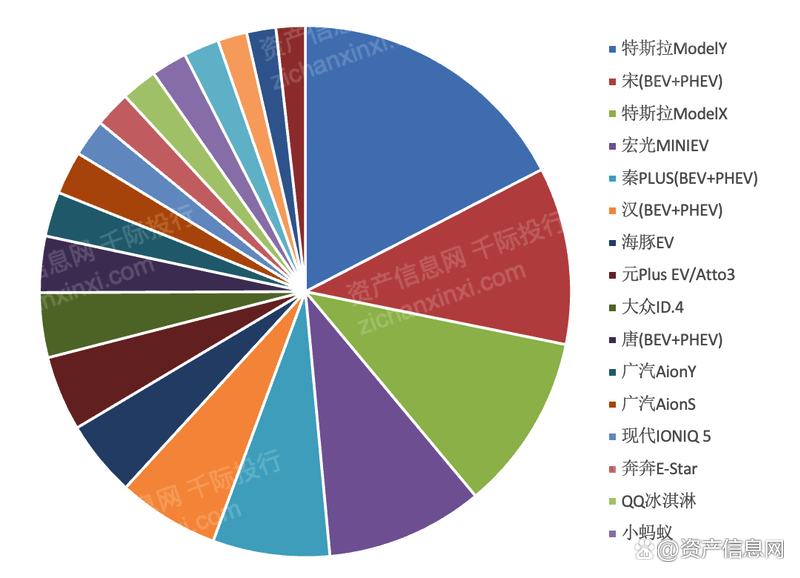 资产信息网 千际投行
zichanxinxi.com
资产信息网 千际投行
zichanxinxi.com
资产信息网 千际投行
zichanxinxi.com
特斯拉ModelY
宋(BEV+PHEV)
特斯拉ModelX
宏光MINIEV
秦PLUS(BEV+PHEV)
汉(BEV+PHEV)
海豚EV
元Plus EV/Atto3
大众ID.4
唐(BEV+PHEV)
广汽AionY
广汽AionS
现代IONIQ 5
奔奔E-Star
QQ冰淇淋
小蚂蚁
@资产信息网